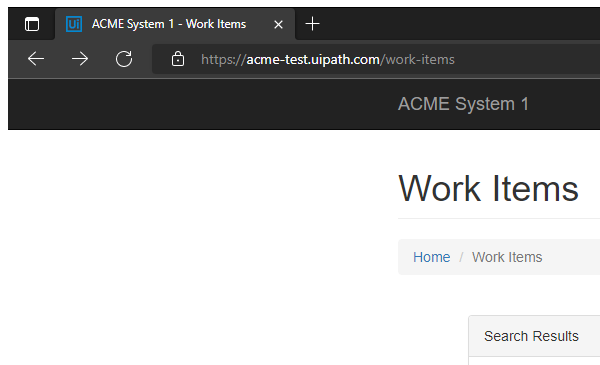 Ui ACME System 1 - Work Items
https://acme-test.uipath.com/work-items
ACME System 1
Work Items
Home / Work Items
Search Results